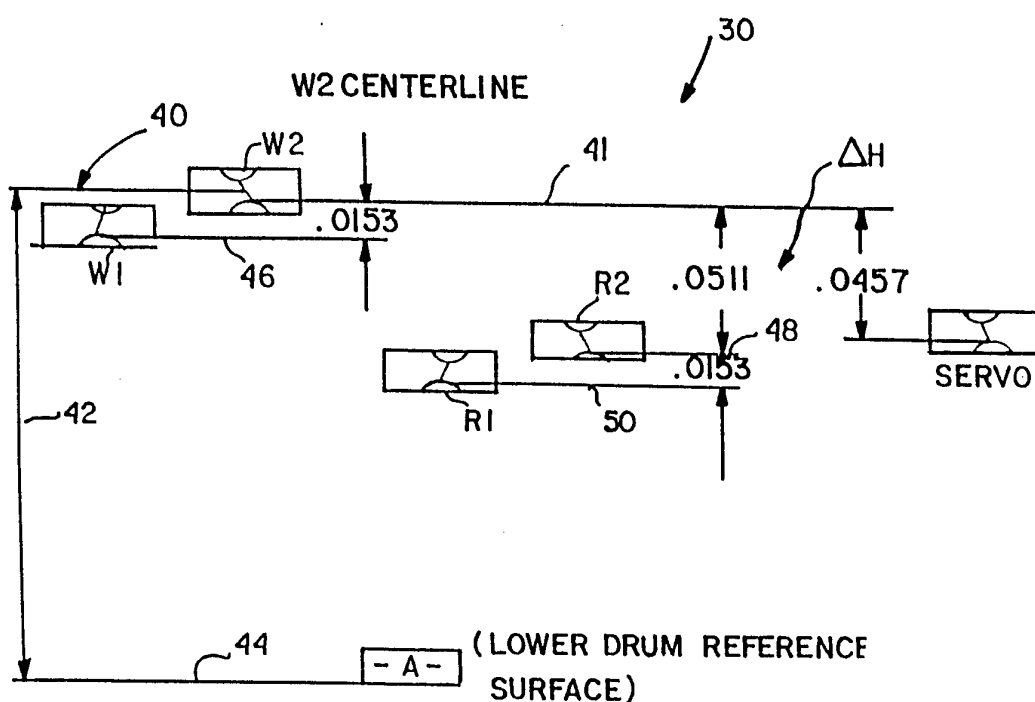 30
W2 CENTERLINE
40
W2
41
ΔH
.0153
W1
46
.0511
.0457
R2
48
.0153
SERVO
42
R1
50
44
- A -
(LOWER DRUM REFERENCE
SURFACE)